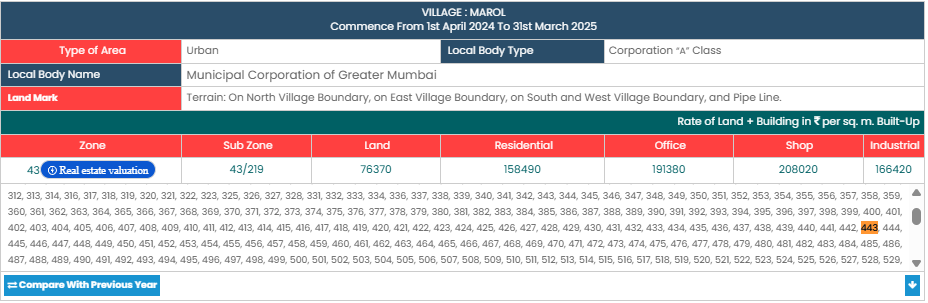 VILLAGE : MAROL
Commence From 1st April 2024 To 31st March 2025
Type of Area Urban Local Body Type Corporation “A” Class
Local Body Name Municipal Corporation of Greater Mumbai
Land Mark Terrain: On North Village Boundary, on East Village Boundary, on South and West Village Boundary, and Pipe Line.
Rate of Land + Building in ₹ per sq. m. Built-Up
Zone Sub Zone Land Residential Office Shop Industrial
43 Real estate valuation 43/219 76370 158490 191380 208020 166420
312, 313, 314, 316, 317, 318, 319, 320, 321, 322, 323, 324, 325, 326, 327, 328, 331, 332, 333, 334, 336, 337, 338, 339, 340, 341, 342, 343, 344, 345, 346, 347, 348, 349, 350, 351, 352, 353, 354, 355, 356, 357, 358, 359,
360, 361, 362, 363, 364, 365, 366, 367, 368, 369, 370, 371, 372, 373, 374, 375, 376, 377, 378, 379, 380, 381, 382, 383, 384, 385, 386, 387, 388, 389, 390, 391, 392, 393, 394, 395, 396, 397, 398, 399, 400, 401,
402, 403, 404, 405, 406, 407, 408, 409, 410, 411, 412, 413, 414, 415, 416, 417, 418, 419, 420, 421, 422, 423, 424, 425, 426, 427, 428, 429, 430, 431, 432, 433, 434, 435, 436, 437, 438, 439, 440, 441, 442, 443, 444,
445, 446, 447, 448, 449, 450, 451, 452, 453, 454, 455, 456, 457, 458, 459, 460, 461, 462, 463, 464, 465, 466, 467, 468, 469, 470, 471, 472, 473, 474, 475, 476, 477, 478, 479, 480, 481, 482, 483, 484, 485, 486,
487, 488, 489, 490, 491, 492, 493, 494, 495, 496, 497, 498, 499, 500, 501, 502, 503, 504, 505, 506, 507, 508, 509, 510, 511, 512, 513, 514, 515, 516, 517, 518, 519, 520, 521, 522, 523, 524, 525, 526, 527, 528, 529,
Compare With Previous Year